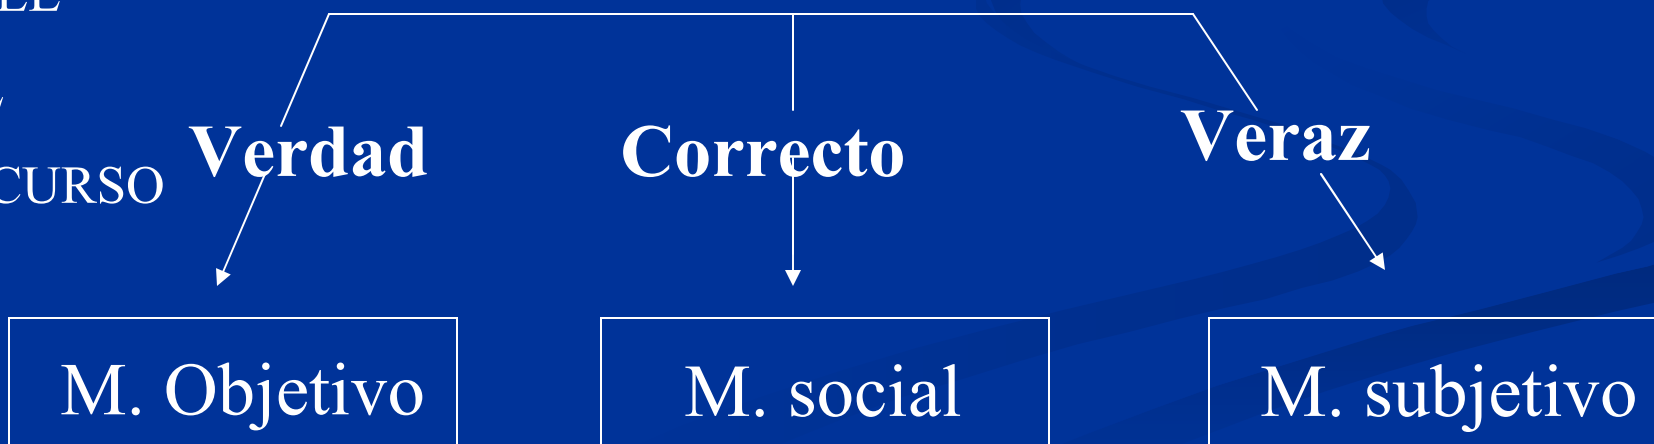 Verdad Correcto Veraz
CURSO
M. Objetivo M. social M. subjetivo